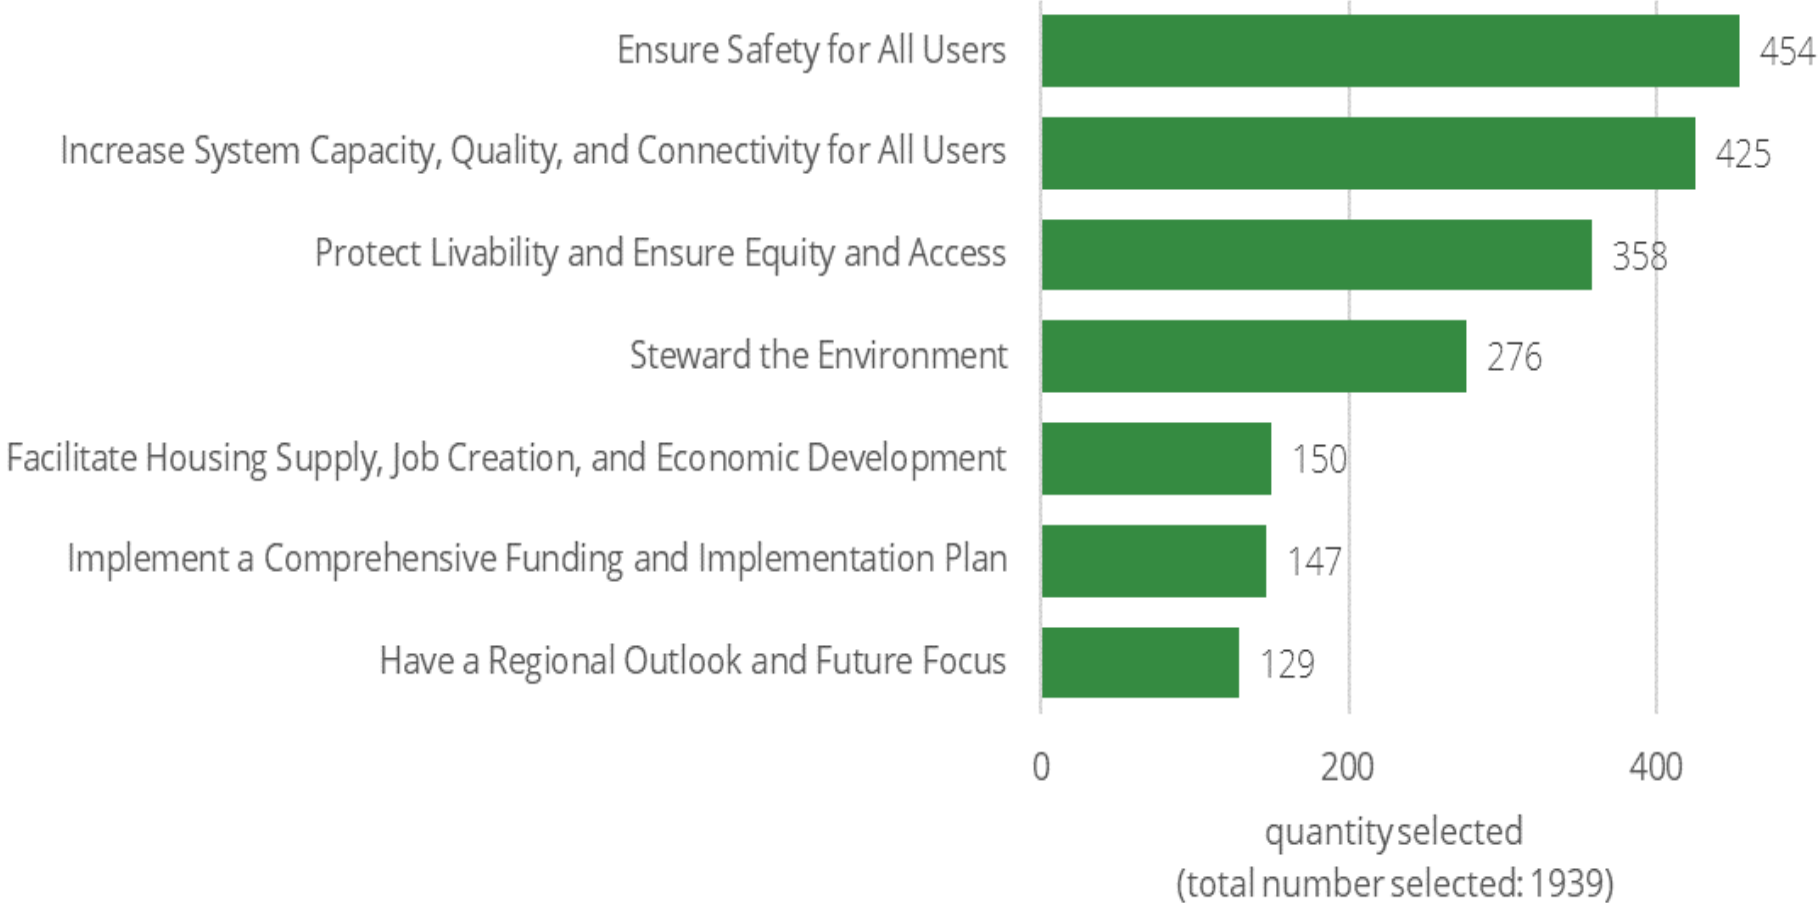 Ensure Safety for All Users 454
Increase System Capacity, Quality, and Connectivity for All Users 425
Protect Livability and Ensure Equity and Access 358
Steward the Environment 276
Facilitate Housing Supply, Job Creation, and Economic Development 150
Implement a Comprehensive Funding and Implementation Plan 147
Have a Regional Outlook and Future Focus 129
0 200 400
quantity selected
(total number selected: 1939)